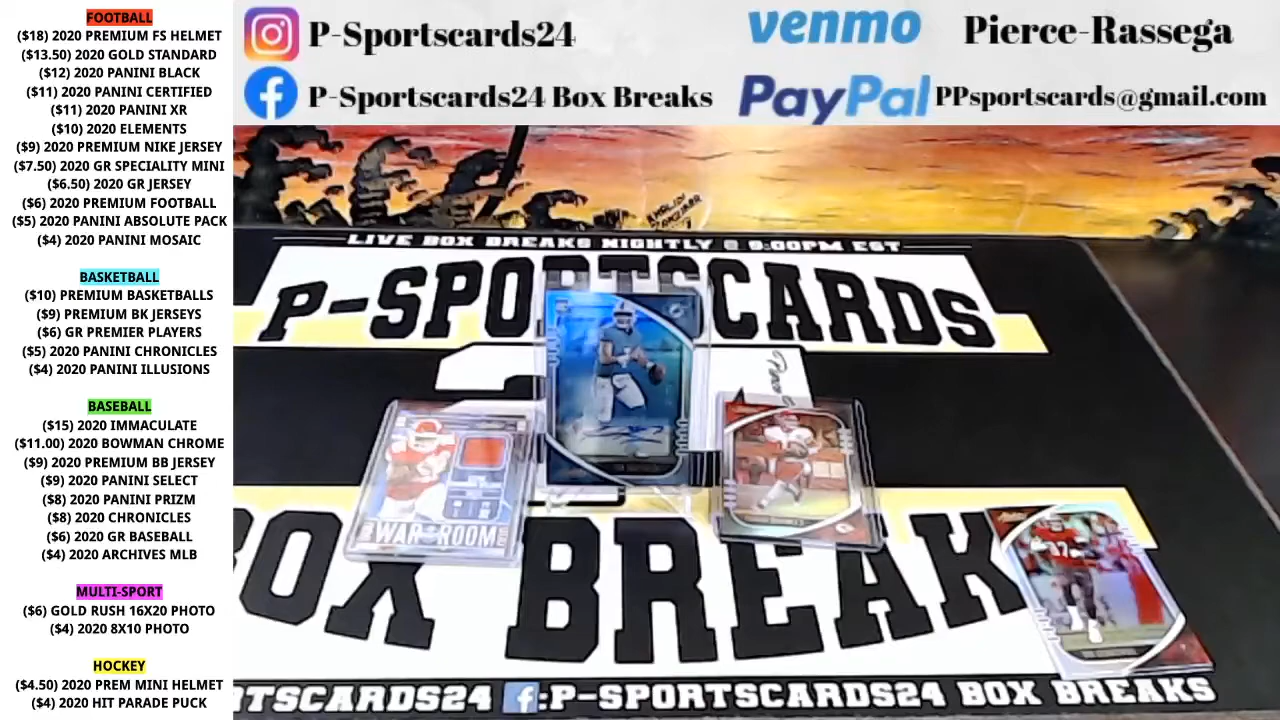 FOOTBALL
($18) 2020 PREMIUM FS HELMET
($13.50) 2020 GOLD STANDARD
($12) 2020 PANINI BLACK
($11) 2020 PANINI CERTIFIED
($11) 2020 PANINI XR
($10) 2020 ELEMENTS
($9) 2020 PREMIUM NIKE JERSEY
($7.50) 2020 GR SPECIALITY MINI
($6.50) 2020 GR JERSEY
($6) 2020 PREMIUM FOOTBALL
($5) 2020 PANINI ABSOLUTE PACK
($4) 2020 PANINI MOSAIC
BASKETBALL
($10) PREMIUM BASKETBALLS
($9) PREMIUM BK JERSEYS
($6) GR PREMIER PLAYERS
($5) 2020 PANINI CHRONICLES
($4) 2020 PANINI ILLUSIONS
BASEBALL
($15) 2020 IMMACULATE
($11.00) 2020 BOWMAN CHROME
($9) 2020 PREMIUM BB JERSEY
($9) 2020 PANINI SELECT
($8) 2020 PANINI PRIZM
($8) 2020 CHRONICLES
($6) 2020 GR BASEBALL
($4) 2020 ARCHIVES MLB
MULTI-SPORT
($6) GOLD RUSH 16X20 PHOTO
($4) 2020 8X10 PHOTO
HOCKEY
($4.50) 2020 PREM MINI HELMET
($4) 2020 HIT PARADE PUCK
P-Sportscards24
venmo Pierce-Rassega
P-Sportscards24 Box Breaks
PayPal PPsportscards@gmail.com
LIVE BOX BREAKS NIGHTLY @ 9:00PM EST
P-SPORTSCARDS
WAR ROOM
BOX BREAK
TSCARDS24 f:P-SPORTSCARDS24 BOX BREAKS